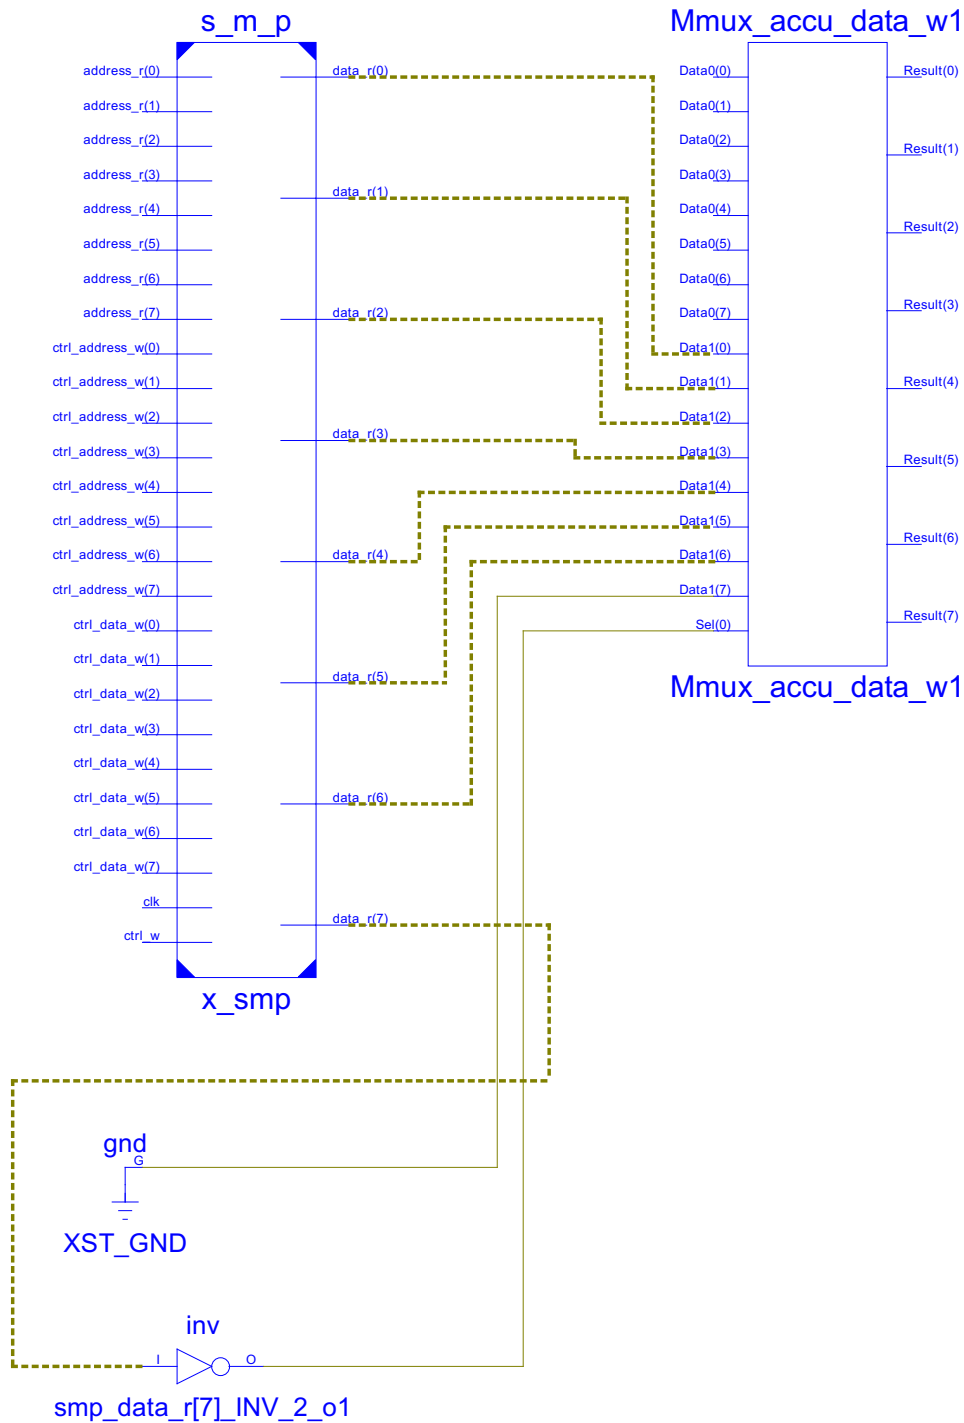 s_m_p
address_r(0)
address_r(1)
address_r(2)
address_r(3)
address_r(4)
address_r(5)
address_r(6)
address_r(7)
ctrl_address_w(0)
ctrl_address_w(1)
ctrl_address_w(2)
ctrl_address_w(3)
ctrl_address_w(4)
ctrl_address_w(5)
ctrl_address_w(6)
ctrl_address_w(7)
ctrl_data_w(0)
ctrl_data_w(1)
ctrl_data_w(2)
ctrl_data_w(3)
ctrl_data_w(4)
ctrl_data_w(5)
ctrl_data_w(6)
ctrl_data_w(7)
clk
ctrl_w
data_r(0)
data_r(1)
data_r(2)
data_r(3)
data_r(4)
data_r(5)
data_r(6)
data_r(7)
x_smp
Mmux_accu_data_w1
Data0(0)
Data0(1)
Data0(2)
Data0(3)
Data0(4)
Data0(5)
Data0(6)
Data0(7)
Data1(0)
Data1(1)
Data1(2)
Data1(3)
Data1(4)
Data1(5)
Data1(6)
Data1(7)
Sel(0)
Result(0)
Result(1)
Result(2)
Result(3)
Result(4)
Result(5)
Result(6)
Result(7)
Mmux_accu_data_w1
gnd
G
XST_GND
inv
I
O
smp_data_r[7]_INV_2_o1